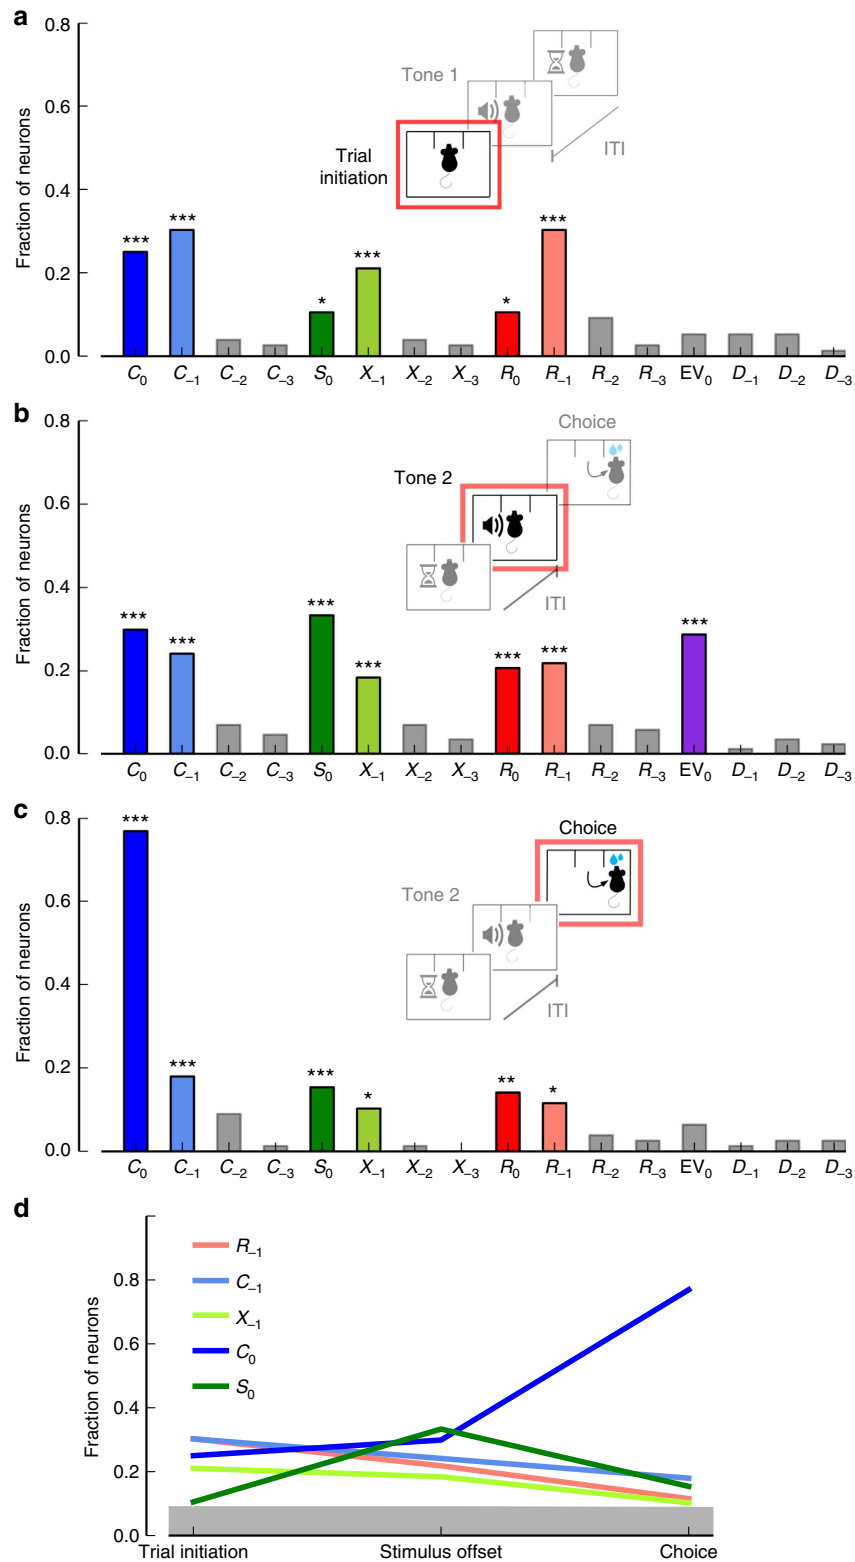 a
0.8
Tone 1
0.6
ITI
Trial
initiation
Fraction of neurons
0.4
*** *** * *** * ***
0.2
0.0
C0 C–1 C–2 C–3 S0 X–1 X–2 X–3 R0 R–1 R–2 R–3 EV0 D–1 D–2 D–3
b
0.8
Choice
Tone 2
0.6
ITI
Fraction of neurons
0.4
*** *** *** *** *** *** ***
0.2
0.0
C0 C–1 C–2 C–3 S0 X–1 X–2 X–3 R0 R–1 R–2 R–3 EV0 D–1 D–2 D–3
c
0.8
***
Choice
Tone 2
0.6
ITI
Fraction of neurons
0.4
0.2
*** *** * ** *
0.0
C0 C–1 C–2 C–3 S0 X–1 X–2 X–3 R0 R–1 R–2 R–3 EV0 D–1 D–2 D–3
d
R–1
C–1
X–1
C0
S0
Fraction of neurons
0.8
0.6
0.4
0.2
0.0
Trial initiation Stimulus offset Choice